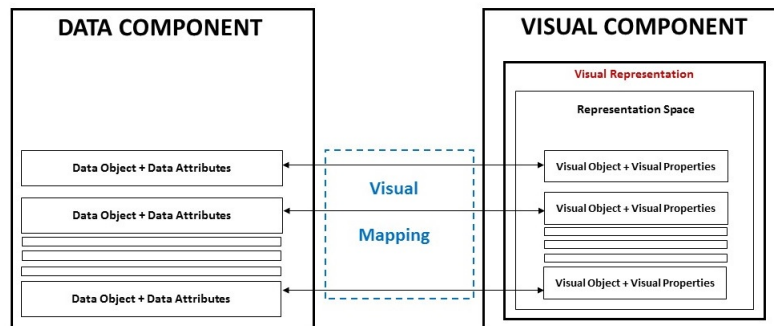 DATA COMPONENT
Data Object + Data Attributes
Data Object + Data Attributes
Data Object + Data Attributes
Visual
Mapping
VISUAL COMPONENT
Visual Representation
Representation Space
Visual Object + Visual Properties
Visual Object + Visual Properties
Visual Object + Visual Properties